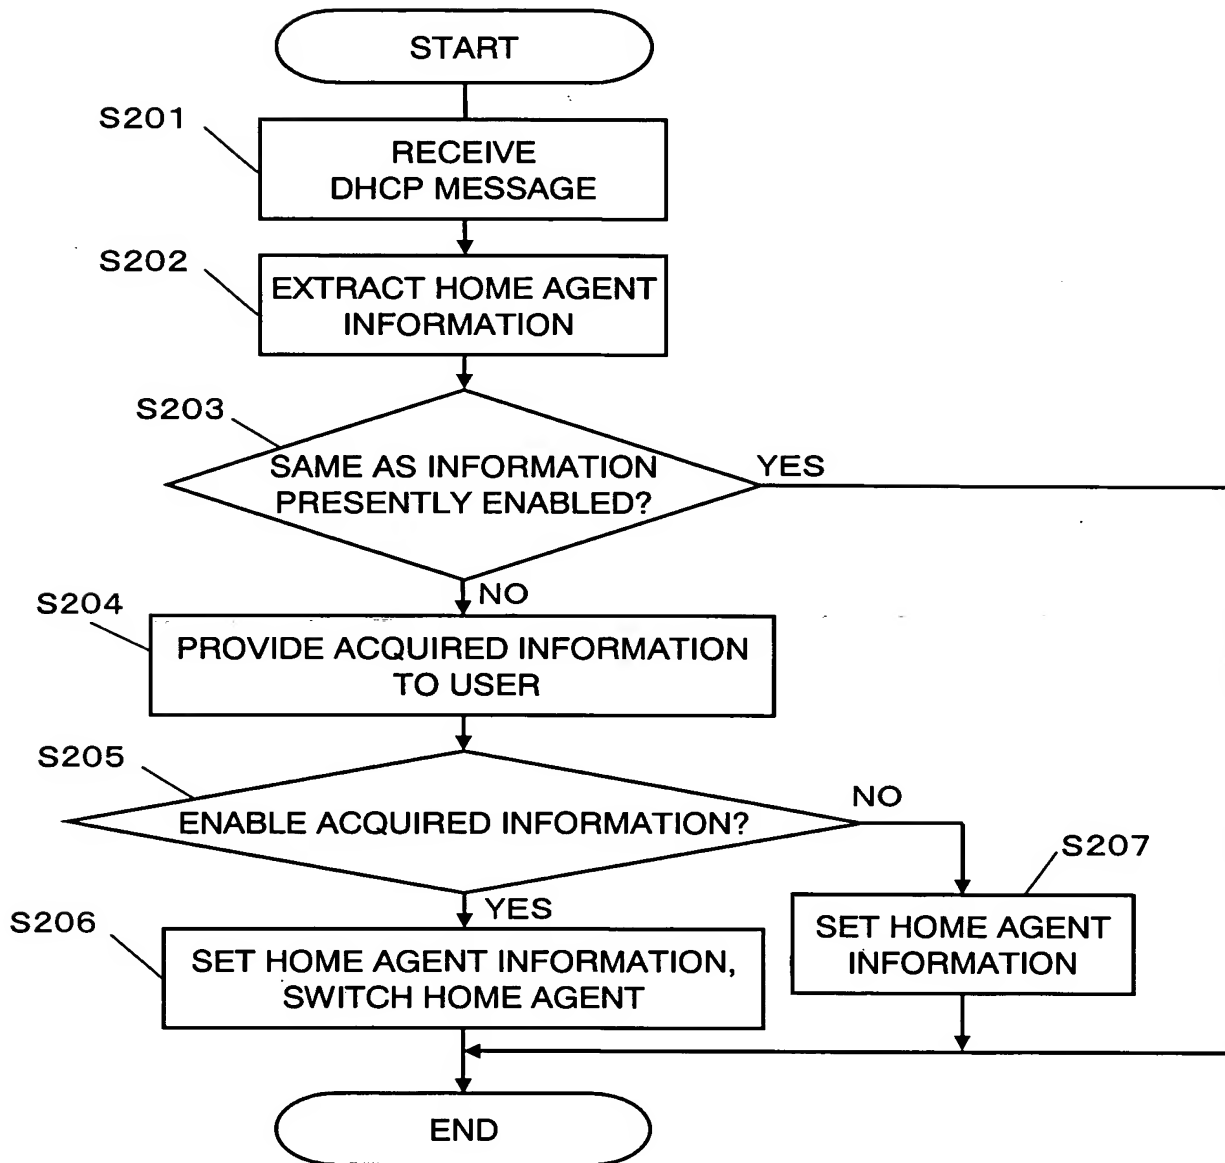 START
S201
RECEIVE
DHCP MESSAGE
S202
EXTRACT HOME AGENT
INFORMATION
S203
SAME AS INFORMATION
PRESENTLY ENABLED?
YES
NO
S204
PROVIDE ACQUIRED INFORMATION
TO USER
S205
ENABLE ACQUIRED INFORMATION?
NO
YES
S207
SET HOME AGENT
INFORMATION
S206
SET HOME AGENT INFORMATION,
SWITCH HOME AGENT
END